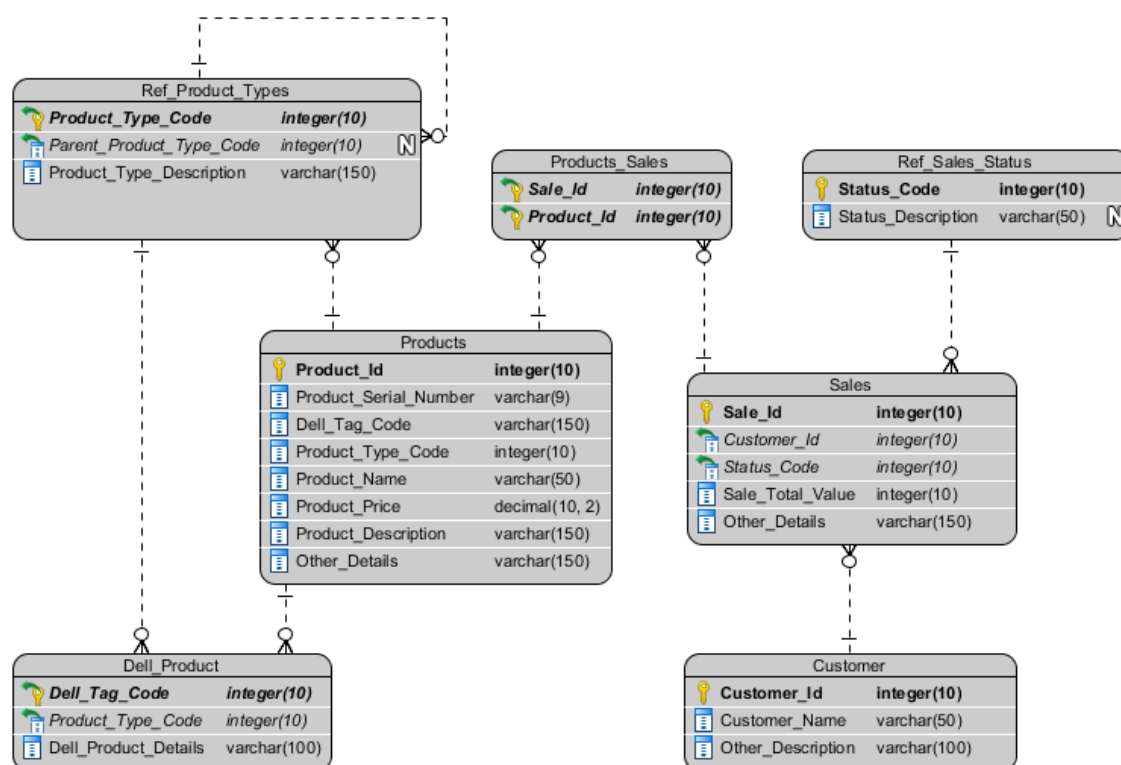 Ref_Product_Types
Product_Type_Code integer(10)
Parent_Product_Type_Code integer(10) N
Product_Type_Description varchar(150)
Products_Sales
Sale_Id integer(10)
Product_Id integer(10)
Ref_Sales_Status
Status_Code integer(10)
Status_Description varchar(50) N
Products
Product_Id integer(10)
Product_Serial_Number varchar(9)
Dell_Tag_Code varchar(150)
Product_Type_Code integer(10)
Product_Name varchar(50)
Product_Price decimal(10, 2)
Product_Description varchar(150)
Other_Details varchar(150)
Sales
Sale_Id integer(10)
Customer_Id integer(10)
Status_Code integer(10)
Sale_Total_Value integer(10)
Other_Details varchar(150)
Dell_Product
Dell_Tag_Code integer(10)
Product_Type_Code integer(10)
Dell_Product_Details varchar(100)
Customer
Customer_Id integer(10)
Customer_Name varchar(50)
Other_Description varchar(100)